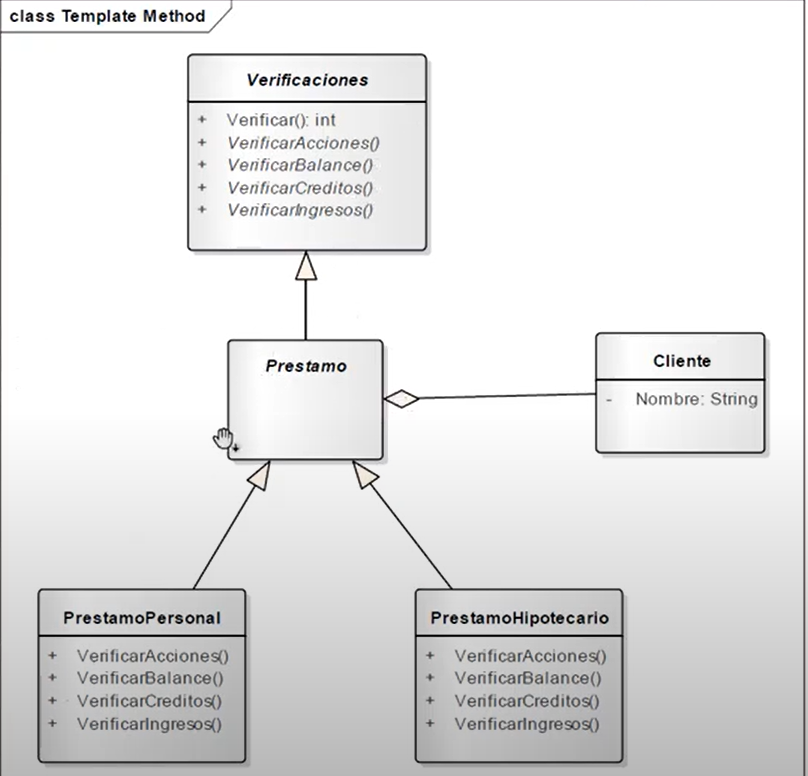 class Template Method
Verificaciones
+ Verificar(): int
+ VerificarAcciones()
+ VerificarBalance()
+ VerificarCreditos()
+ VerificarIngresos()
Prestamo
Cliente
- Nombre: String
PrestamoPersonal
+ VerificarAcciones()
+ VerificarBalance()
+ VerificarCreditos()
+ VerificarIngresos()
PrestamoHipotecario
+ VerificarAcciones()
+ VerificarBalance()
+ VerificarCreditos()
+ VerificarIngresos()